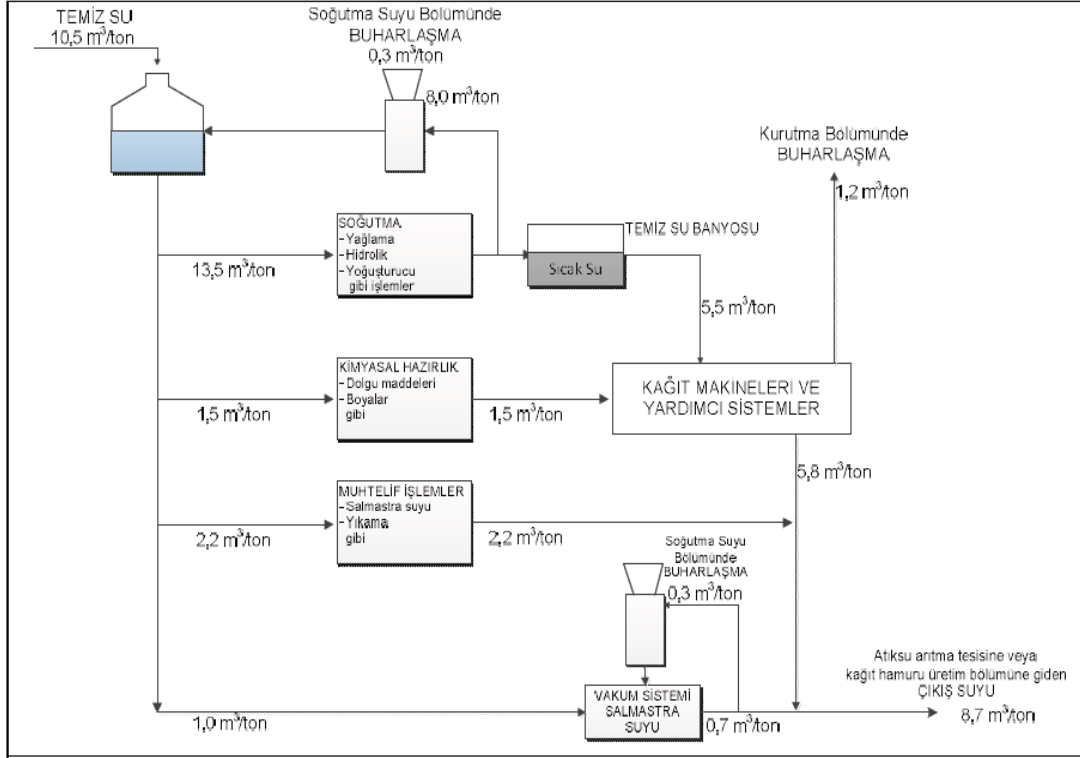 TEMİZ SU
10,5 m³/ton
Soğutma Suyu Bölümünde
BUHARLAŞMA
0,3 m³/ton
8,0 m³/ton
Kurutma Bölümünde
BUHARLAŞMA
1,2 m³/ton
SOĞUTMA
-Yağlama
-Hidrolik
-Yoğuşturucu
gibi işlemler
13,5 m³/ton
TEMİZ SU BANYOSU
Sıcak Su
5,5 m³/ton
KİMYASAL HAZIRLIK
-Dolgu maddeleri
-Boyalar
gibi
1,5 m³/ton
1,5 m³/ton
KAĞIT MAKİNELERİ VE
YARDIMCI SİSTEMLER
5,8 m³/ton
MUHTELİF İŞLEMLER
-Salmastra suyu
-Yıkama
gibi
2,2 m³/ton
2,2 m³/ton
Soğutma Suyu
Bölümünde
BUHARLAŞMA
0,3 m³/ton
VAKUM SİSTEMİ
SALMASTRA
SUYU
1,0 m³/ton
0,7 m³/ton
Atıksu arıtma tesisine veya
kağıt hamuru üretim bölümüne giden
ÇIKIŞ SUYU
8,7 m³/ton